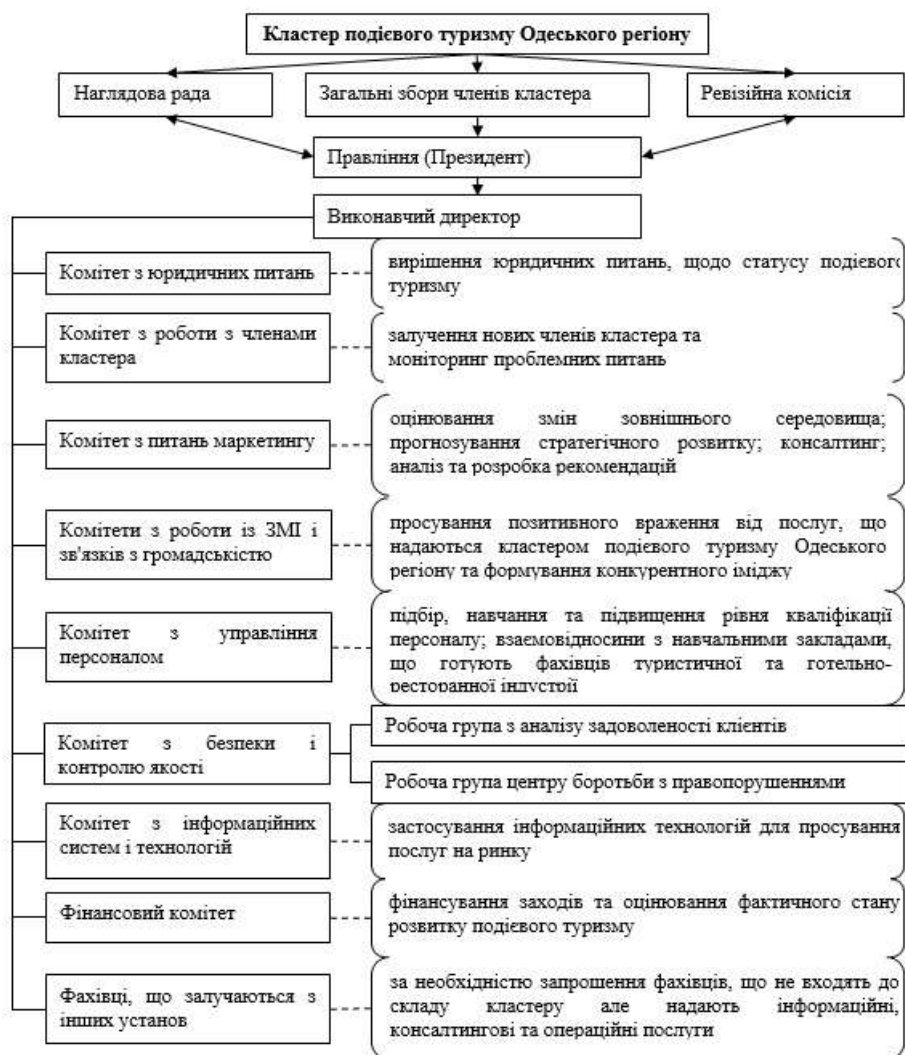 Кластер подієвого туризму Одеського регіону
Наглядова рада
Загальні збори членів кластера
Ревізійна комісія
Правління (Президент)
Виконавчий директор
Комітет з юридичних питань
вирішення юридичних питань, щодо статусу подієвого
туризму
Комітет з роботи з членами
кластера
залучення нових членів кластера та
моніторинг проблемних питань
Комітет з питань маркетингу
оцінювання змін зовнішнього середовища;
прогнозування стратегічного розвитку; консалтинг;
аналіз та розробка рекомендацій
Комітети з роботи із ЗМІ і
зв'язків з громадськістю
просування позитивного враження від послуг, що
надаються кластером подієвого туризму Одеського
регіону та формування конкурентного іміджу
Комітет з управління
персоналом
підбір, навчання та підвищення рівня кваліфікації
персоналу; взаємовідносини з навчальними закладами,
що готують фахівців туристичної та готельно-
ресторанної індустрії
Комітет з безпеки і
контролю якості
Робоча група з аналізу задоволеності клієнтів
Робоча група центру боротьби з правопорушеннями
Комітет з інформаційних
систем і технологій
застосування інформаційних технологій для просування
послуг на ринку
Фінансовий комітет
фінансування заходів та оцінювання фактичного стану
розвитку подієвого туризму
Фахівці, що залучаються з
інших установ
за необхідністю запрошення фахівців, що не входять до
складу кластеру але надають інформаційні,
консалтингові та операційні послуги